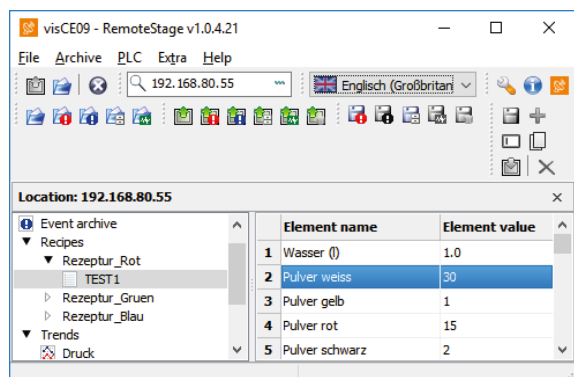 visCE09 - RemoteStage v1.0.4.21
File Archive PLC Extra Help
192.168.80.55 Englisch (Großbritan
Location: 192.168.80.55
Event archive
Recipes
Rezeptur_Rot
TEST1
Rezeptur_Gruen
Rezeptur_Blau
Trends
Druck
Element name Element value
1 Wasser (l) 1.0
2 Pulver weiss 30
3 Pulver gelb 1
4 Pulver rot 15
5 Pulver schwarz 2